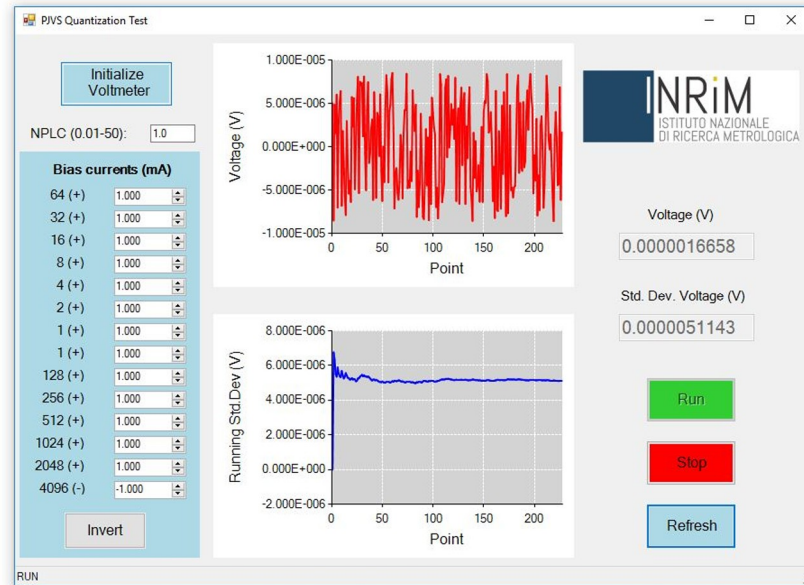 PJVS Quantization Test
Initialize
Voltmeter
NPLC (0.01-50): 1.0
Bias currents (mA)
64 (+) 1.000
32 (+) 1.000
16 (+) 1.000
8 (+) 1.000
4 (+) 1.000
2 (+) 1.000
1 (+) 1.000
1 (+) 1.000
128 (+) 1.000
256 (+) 1.000
512 (+) 1.000
1024 (+) 1.000
2048 (+) 1.000
4096 (-) -1.000
Invert
Voltage (V)
1.000E-005
5.000E-006
0.000E+000
-5.000E-006
-1.000E-005
0 50 100 150 200
Point
Running Std.Dev (V)
8.000E-006
6.000E-006
4.000E-006
2.000E-006
0.000E+000
-2.000E-006
0 50 100 150 200
Point
INRiM
ISTITUTO NAZIONALE
DI RICERCA METROLOGICA
Voltage (V)
0.0000016658
Std. Dev. Voltage (V)
0.0000051143
Run
Stop
Refresh
RUN